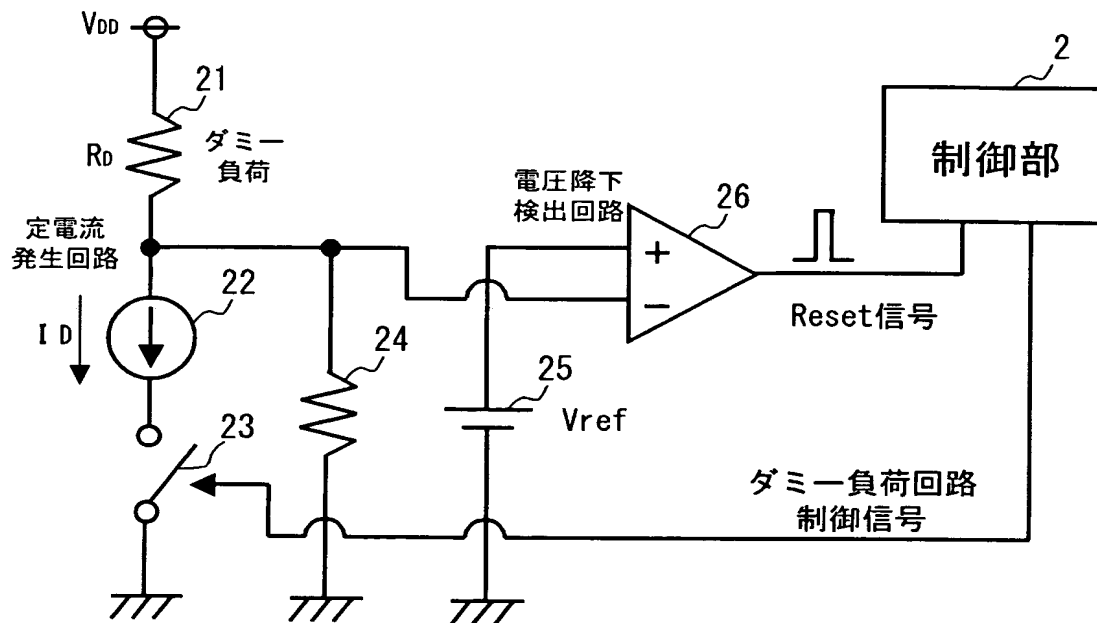 VDD
21
RD
ダミー
負荷
定電流
発生回路
22
I D
23
24
25
Vref
電圧降下
検出回路
26
+
−
Reset信号
2
制御部
ダミー負荷回路
制御信号